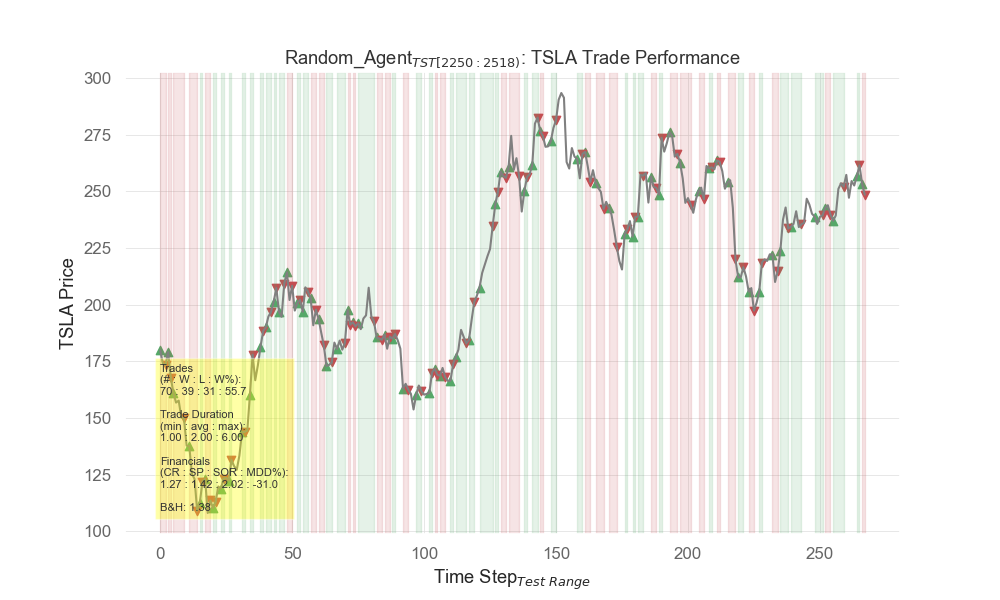 Random_Agent TST[2250:2518): TSLA Trade Performance
TSLA Price
300
275
250
225
200
175
150
125
100
Trades
(# : W : L : W%):
70 : 39 : 31 : 55.7
Trade Duration
(min : avg : max):
1.00 : 2.00 : 6.00
Financials
(CR : SP : SOR : MDD%):
1.27 : 1.42 : 2.02 : -31.0
B&H: 1.38
0 50 100 150 200 250
Time Step Test Range